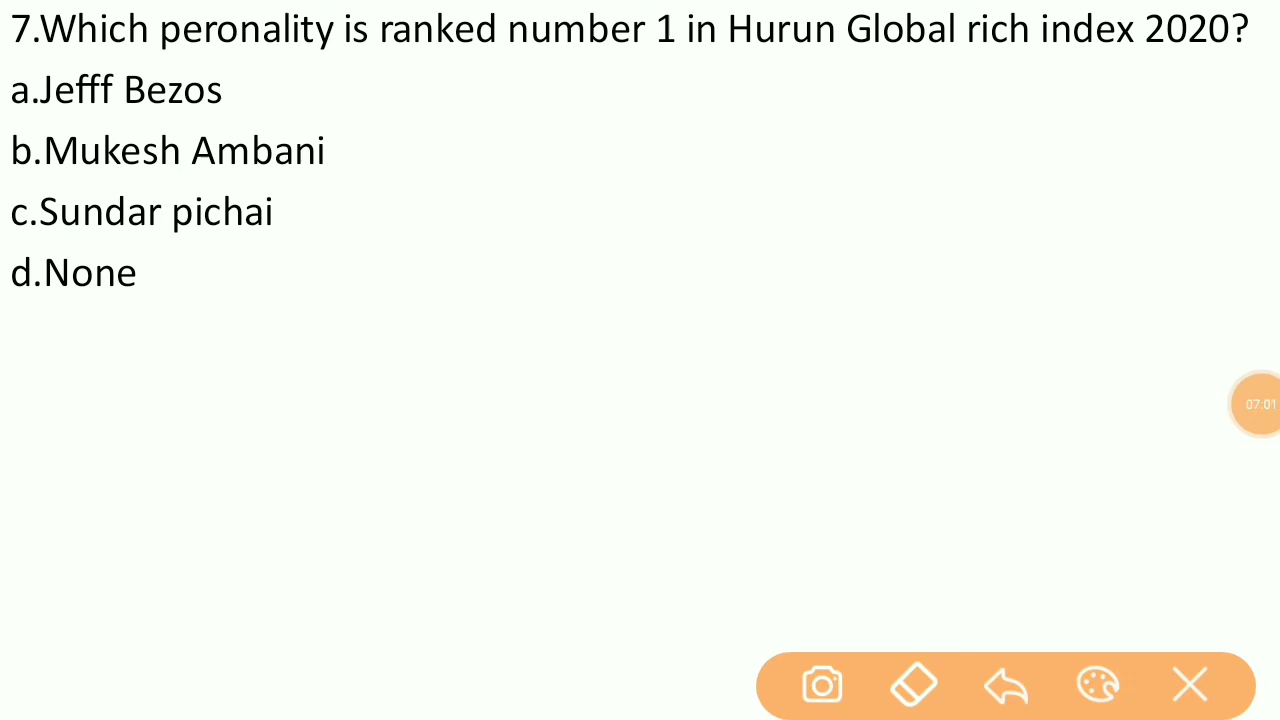 7.Which peronality is ranked number 1 in Hurun Global rich index 2020?
a.Jefff Bezos
b.Mukesh Ambani
c.Sundar pichai
d.None
07:01